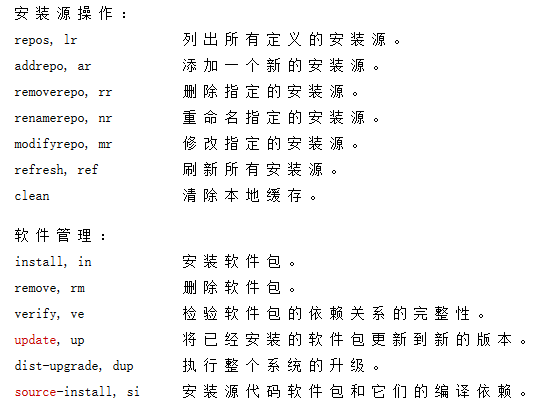 安装源操作：
repos, lr 列出所有定义的安装源。
addrepo, ar 添加一个新的安装源。
removerepo, rr 删除指定的安装源。
renamerepo, nr 重命名指定的安装源。
modifyrepo, mr 修改指定的安装源。
refresh, ref 刷新所有安装源。
clean 清除本地缓存。
软件管理：
install, in 安装软件包。
remove, rm 删除软件包。
verify, ve 检验软件包的依赖关系的完整性。
update, up 将已经安装的软件包更新到新的版本。
dist-upgrade, dup 执行整个系统的升级。
source-install, si 安装源代码软件包和它们的编译依赖。